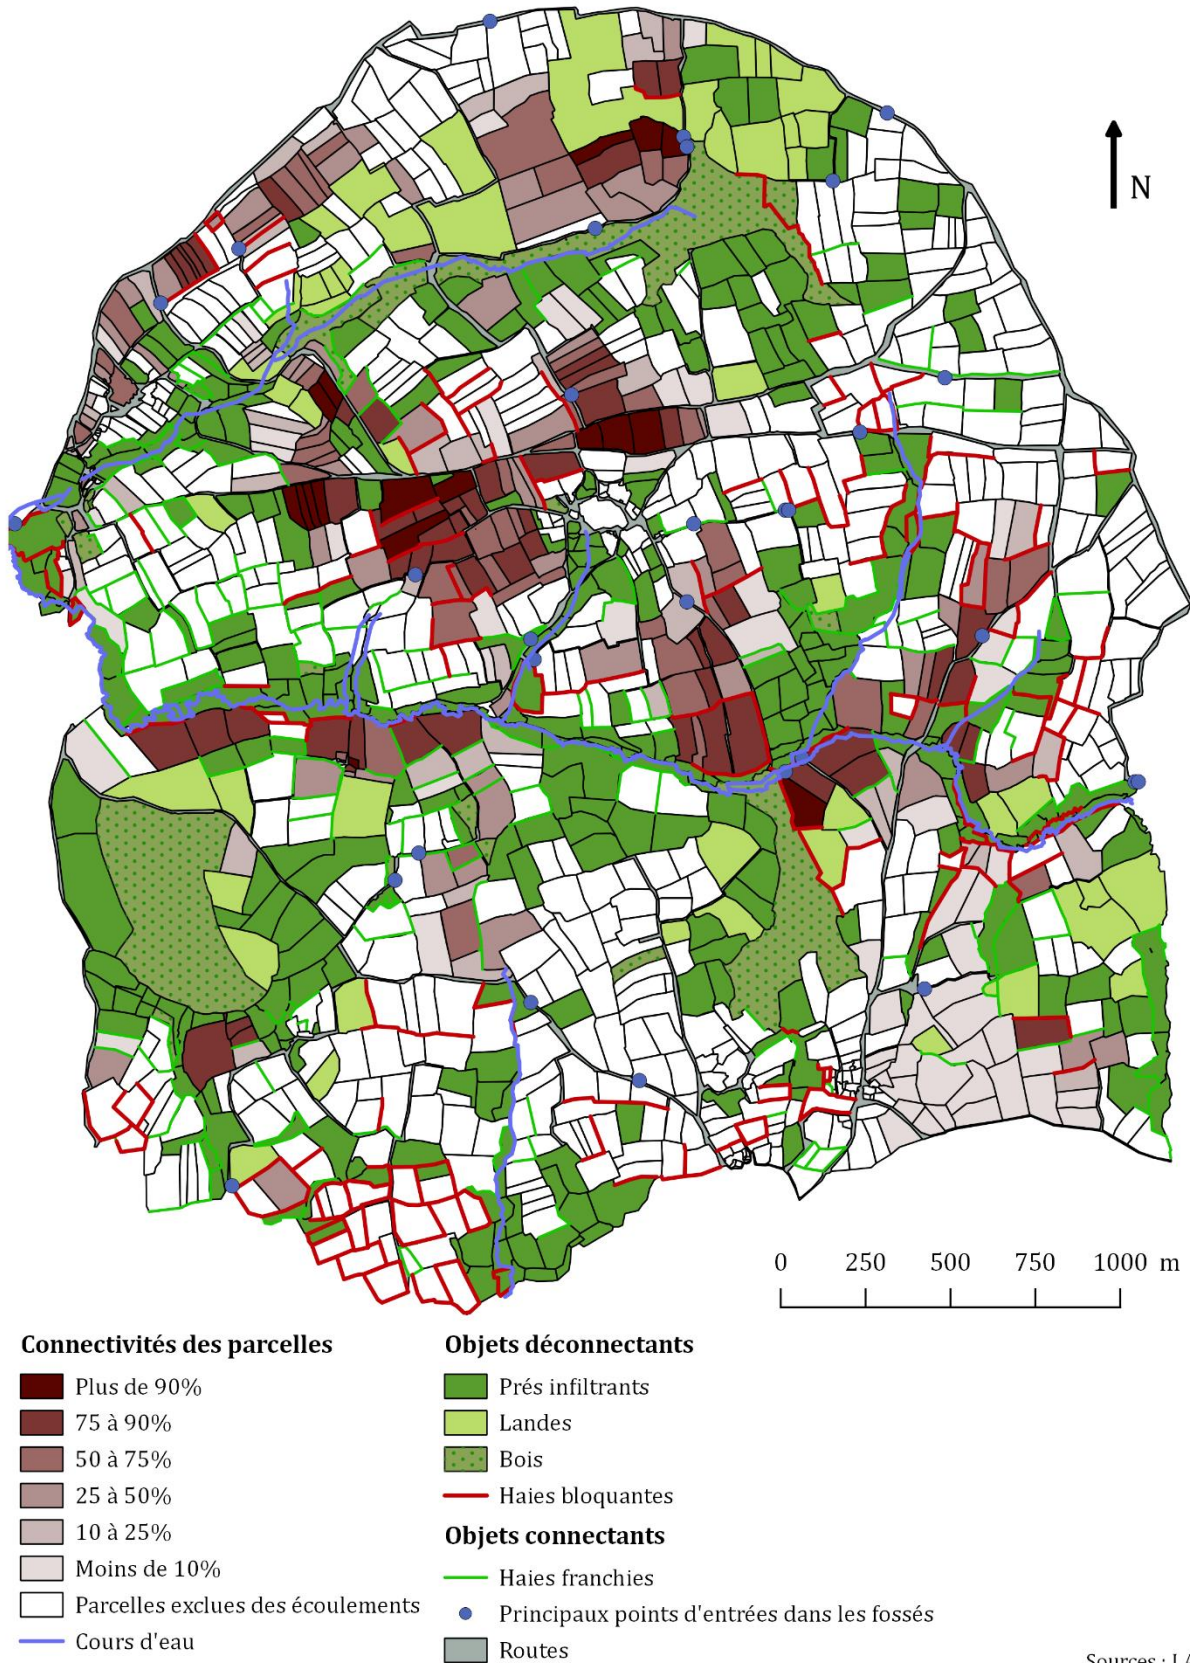 N
0 250 500 750 1000 m
Connectivités des parcelles
Plus de 90%
75 à 90%
50 à 75%
25 à 50%
10 à 25%
Moins de 10%
Parcelles exclues des écoulements
Cours d'eau
Objets déconnectants
Prés infiltrants
Landes
Bois
Haies bloquantes
Objets connectants
Haies franchies
Principaux points d'entrées dans les fossés
Routes
Sources :